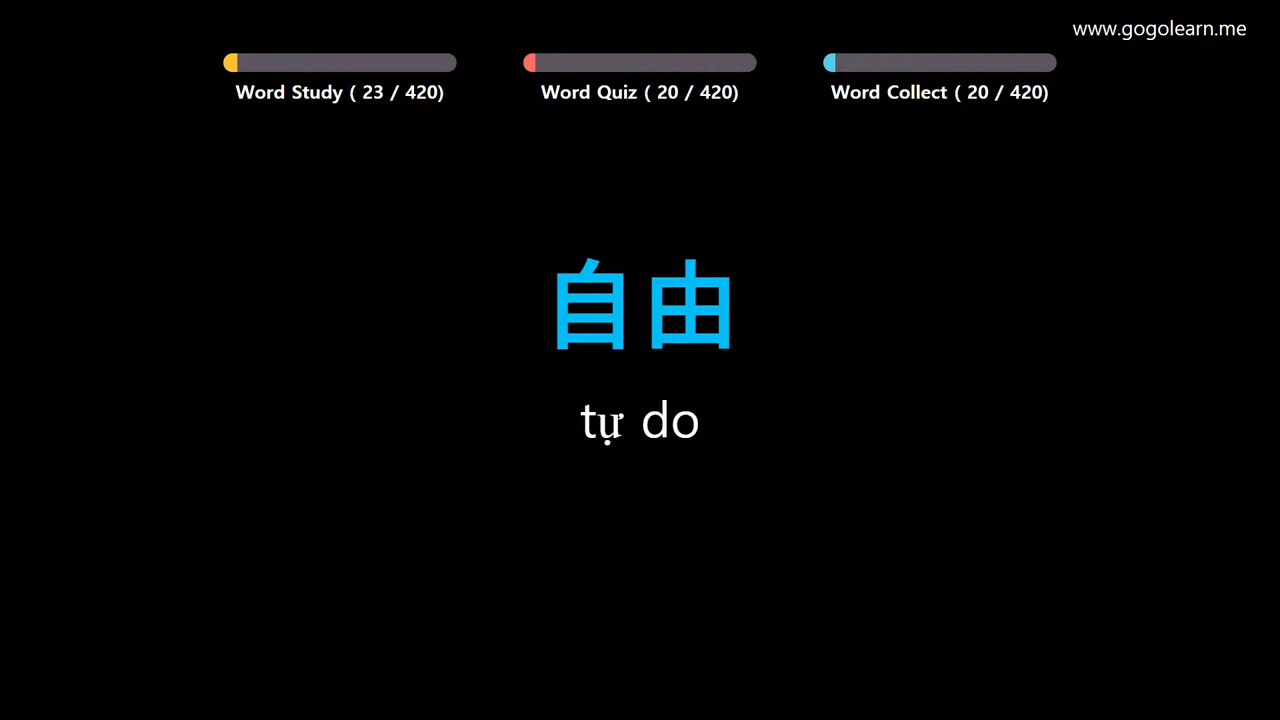 www.gogolearn.me
Word Study ( 23 / 420)
Word Quiz ( 20 / 420)
Word Collect ( 20 / 420)
自由
tự do